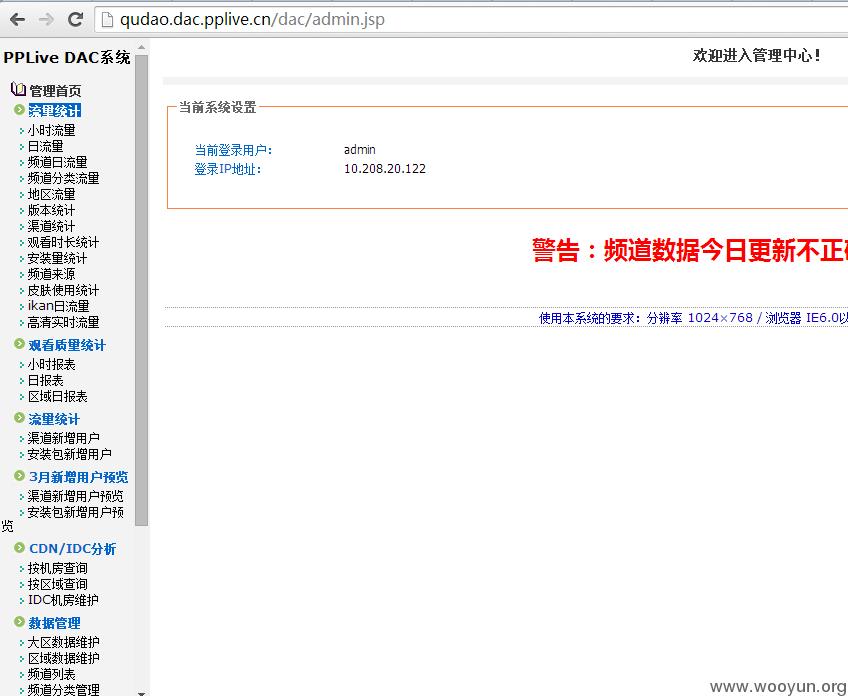 qudao.dac.pplive.cn/dac/admin.jsp
PPLive DAC系统
管理首页
流量统计
小时流量
日流量
频道日流量
频道分类流量
地区流量
版本统计
渠道统计
观看时长统计
安装量统计
频道来源
皮肤使用统计
ikan日流量
高清实时流量
观看质量统计
小时报表
日报表
区域日报表
流量统计
渠道新增用户
安装包新增用户
3月新增用户预览
渠道新增用户预览
安装包新增用户预
览
CDN/IDC分析
按机房查询
按区域查询
IDC机房维护
数据管理
大区数据维护
区域数据维护
频道列表
频道分类管理
欢迎进入管理中心!
当前系统设置
当前登录用户: admin
登录IP地址: 10.208.20.122
警告：频道数据今日更新不正确
使用本系统的要求: 分辨率 1024×768 / 浏览器 IE6.0以
www.wooyun.org